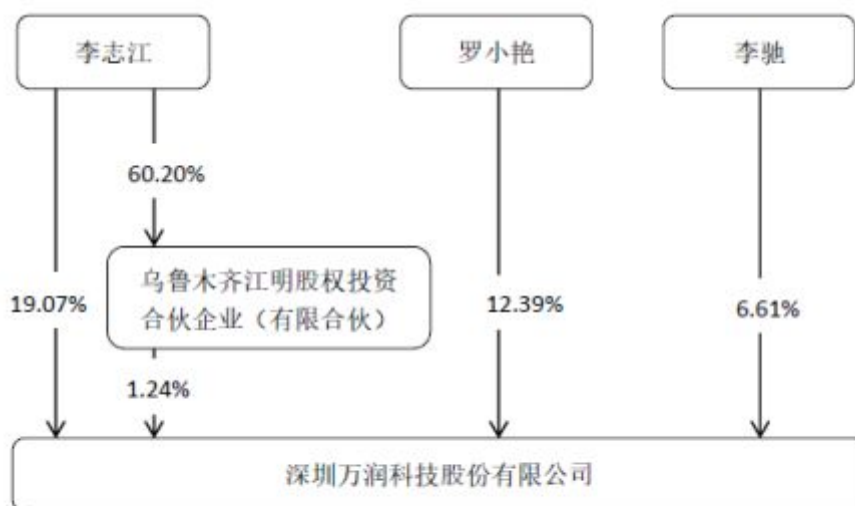 李志江
罗小艳
李驰
60.20%
乌鲁木齐江明股权投资
合伙企业（有限合伙）
19.07%
12.39%
6.61%
1.24%
深圳万润科技股份有限公司